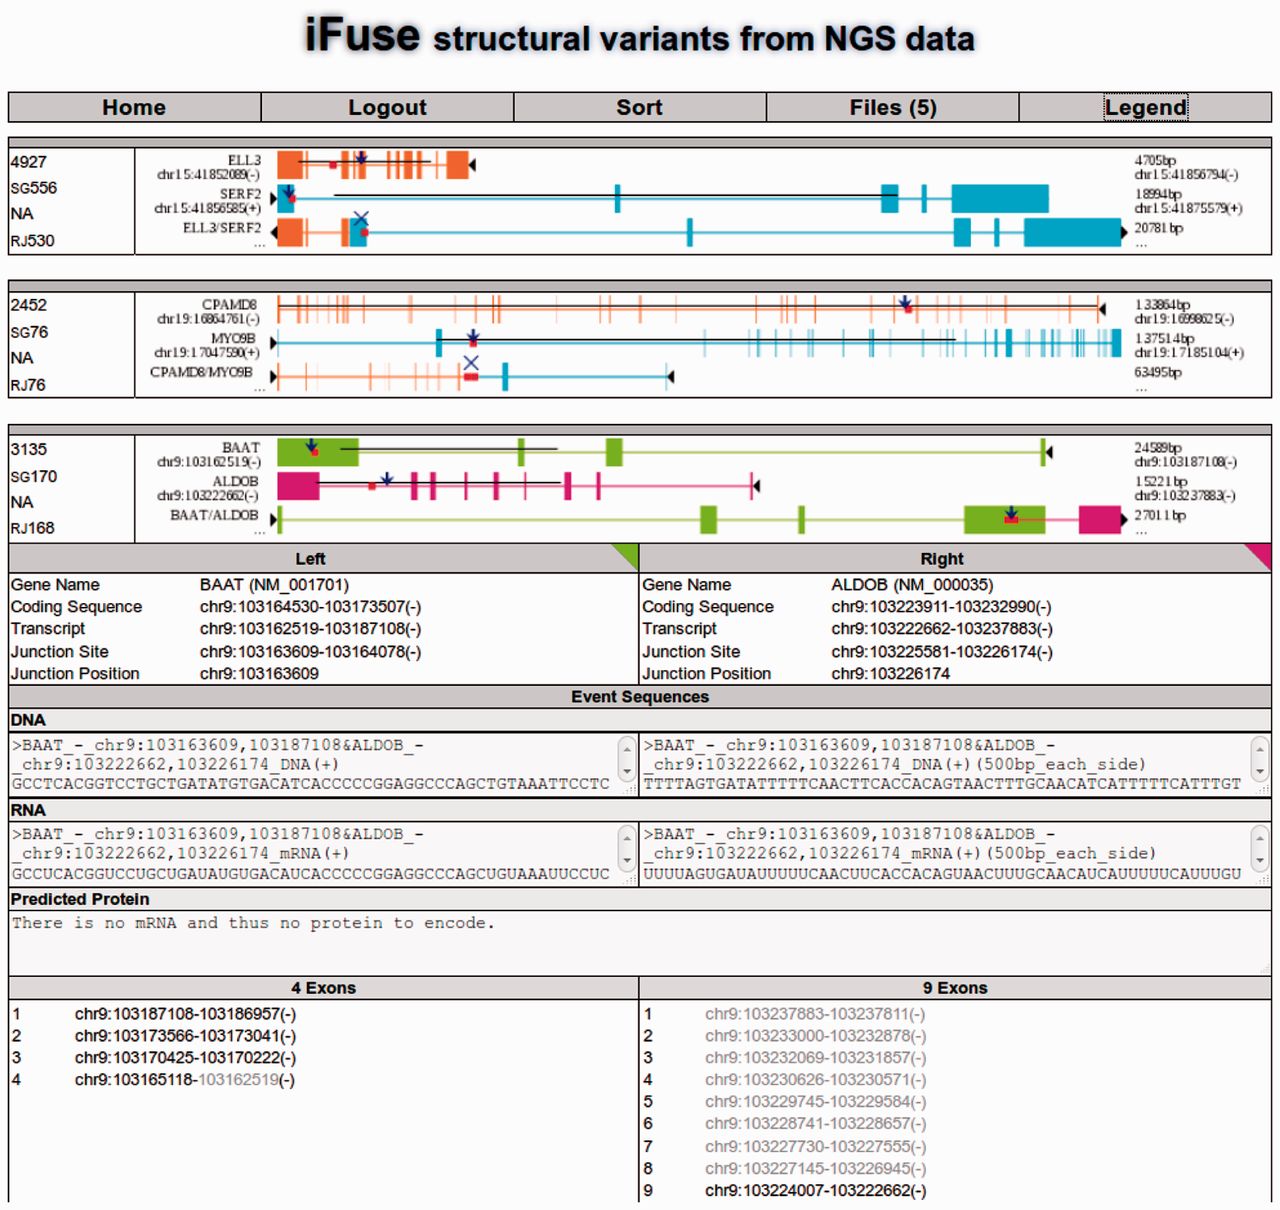 iFuse structural variants from NGS data
Home Logout Sort Files (5) Legend
4927
SG556
NA
RJ530
ELL3
chr15:41852089(-)
SERF2
chr15:41856585(+)
ELL3/SERF2
...
4705bp
chr15:41856794(-)
18994bp
chr15:41875579(+)
20781bp
...
2452
SG76
NA
RJ76
CPAMD8
chr19:16864761(-)
MYO9B
chr19:17047590(+)
CPAMD8/MYO9B
...
133864bp
chr19:16998625(-)
137514bp
chr19:17185104(+)
63495bp
...
3135
SG170
NA
RJ168
BAAT
chr9:103162519(-)
ALDOB
chr9:103222662(-)
BAAT/ALDOB
...
24589bp
chr9:103187108(-)
15221bp
chr9:103237883(-)
27011bp
...
Left
Gene Name BAAT (NM_001701)
Coding Sequence chr9:103164530-103173507(-)
Transcript chr9:103162519-103187108(-)
Junction Site chr9:103163609-103164078(-)
Junction Position chr9:103163609
Right
Gene Name ALDOB (NM_000035)
Coding Sequence chr9:103223911-103232990(-)
Transcript chr9:103222662-103237883(-)
Junction Site chr9:103225581-103226174(-)
Junction Position chr9:103226174
Event Sequences
DNA
>BAAT_-_chr9:103163609,103187108&ALDOB_-
_chr9:103222662,103226174_DNA(+)
GCCTCACGGTCCTGCTGATATGTGACATCACCCCCGGAGGCCCAGCTGTAAATTCCTC
>BAAT_-_chr9:103163609,103187108&ALDOB_-
_chr9:103222662,103226174_DNA(+)(500bp_each_side)
TTTTAGTGATATTTTTCAACTTCACCACAGTAACTTTGCAACATCATTTTTCATTTGT
RNA
>BAAT_-_chr9:103163609,103187108&ALDOB_-
_chr9:103222662,103226174_mRNA(+)
GCCUCACGGUCCUGCUGAUAUGUGACAUCACCCCCGGAGGCCCAGCUGUAAAUUCCUC
>BAAT_-_chr9:103163609,103187108&ALDOB_-
_chr9:103222662,103226174_mRNA(+)(500bp_each_side)
UUUUAGUGAUAUUUUUCAACUUCACCACAGUAACUUUGCAACAUCAUUUUUCAUUUGU
Predicted Protein
There is no mRNA and thus no protein to encode.
4 Exons
1 chr9:103187108-103186957(-)
2 chr9:103173566-103173041(-)
3 chr9:103170425-103170222(-)
4 chr9:103165118-103162519(-)
9 Exons
1 chr9:103237883-103237811(-)
2 chr9:103233000-103232878(-)
3 chr9:103232069-103231857(-)
4 chr9:103230626-103230571(-)
5 chr9:103229745-103229584(-)
6 chr9:103228741-103228657(-)
7 chr9:103227730-103227555(-)
8 chr9:103227145-103226945(-)
9 chr9:103224007-103222662(-)